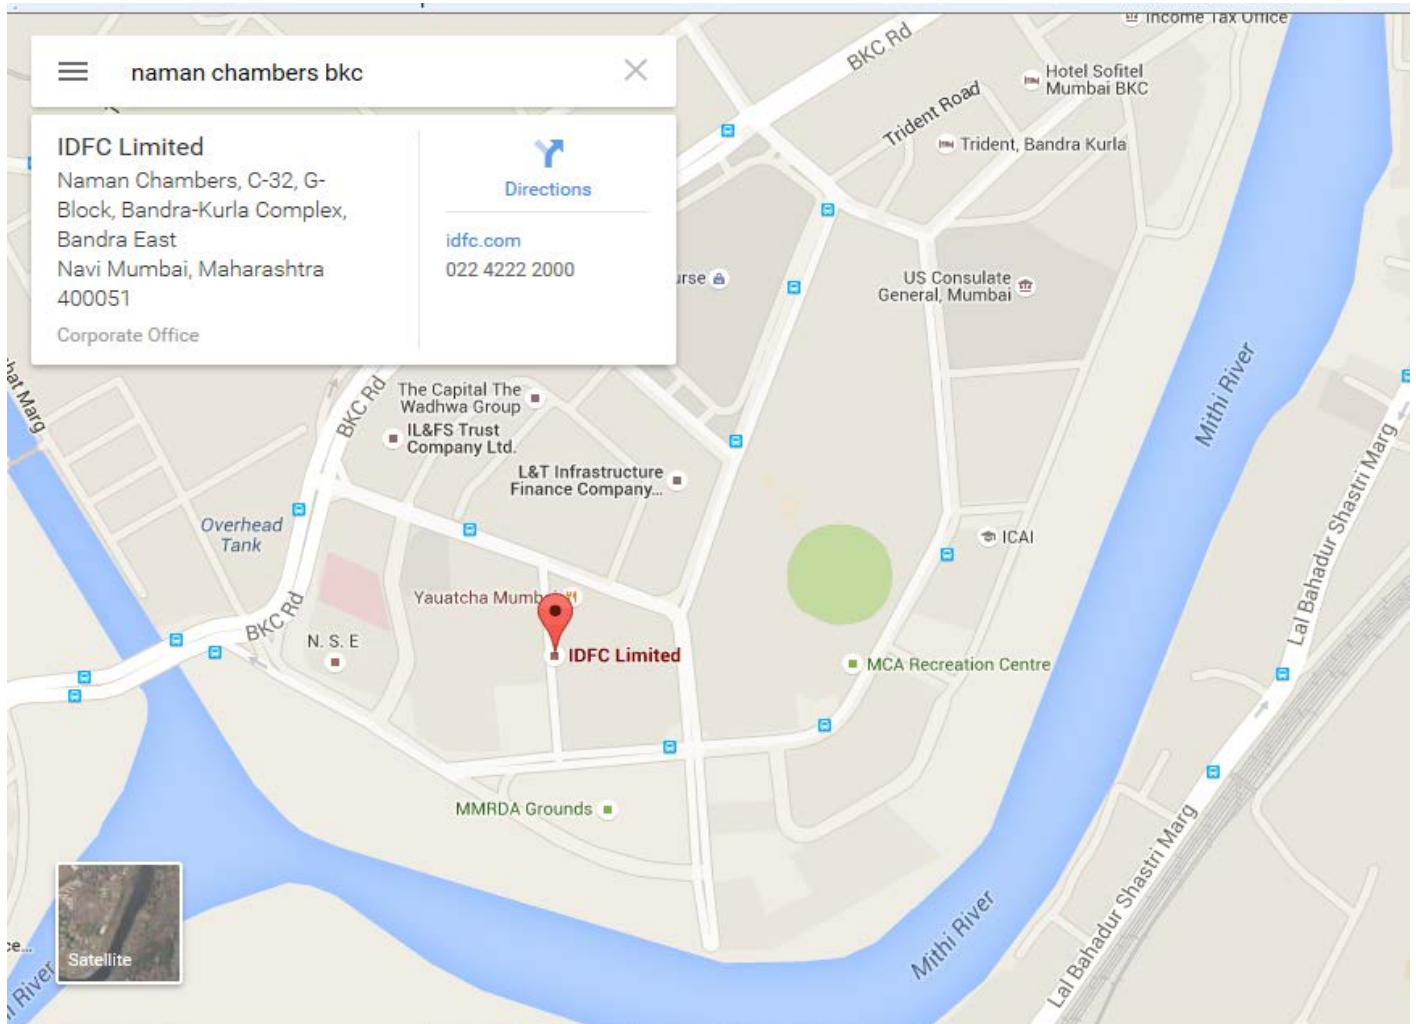 naman chambers bkc
IDFC Limited
Naman Chambers, C-32, G-
Block, Bandra-Kurla Complex,
Bandra East
Navi Mumbai, Maharashtra
400051
Corporate Office
Directions
idfc.com
022 4222 2000
Income Tax Office
BKC Rd
Hotel Sofitel
Mumbai BKC
Trident Road
Trident, Bandra Kurla
US Consulate
General, Mumbai
Mithi River
Marg
BKC Rd
The Capital The
Wadhwa Group
IL&FS Trust
Company Ltd.
L&T Infrastructure
Finance Company...
Overhead
Tank
ICAI
Lal Bahadur Shastri Marg
Yauatcha
BKC Rd
N. S. E
IDFC Limited
MCA Recreation Centre
MMRDA Grounds
Mithi River
Lal Bahadur Shastri Marg
Satellite
River